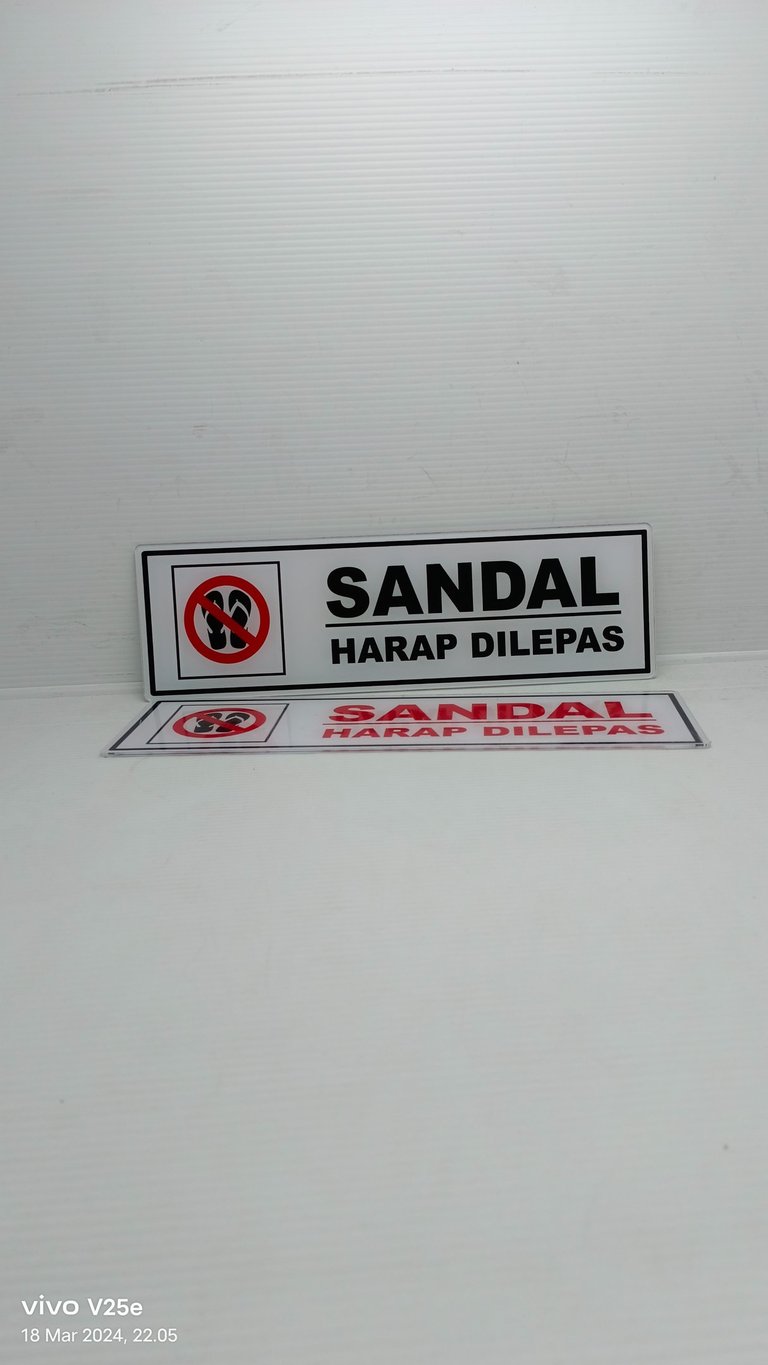 SANDAL
HARAP DILEPAS
SANDAL
HARAP DILEPAS
vivo V25e
18 Mar 2024, 22.05